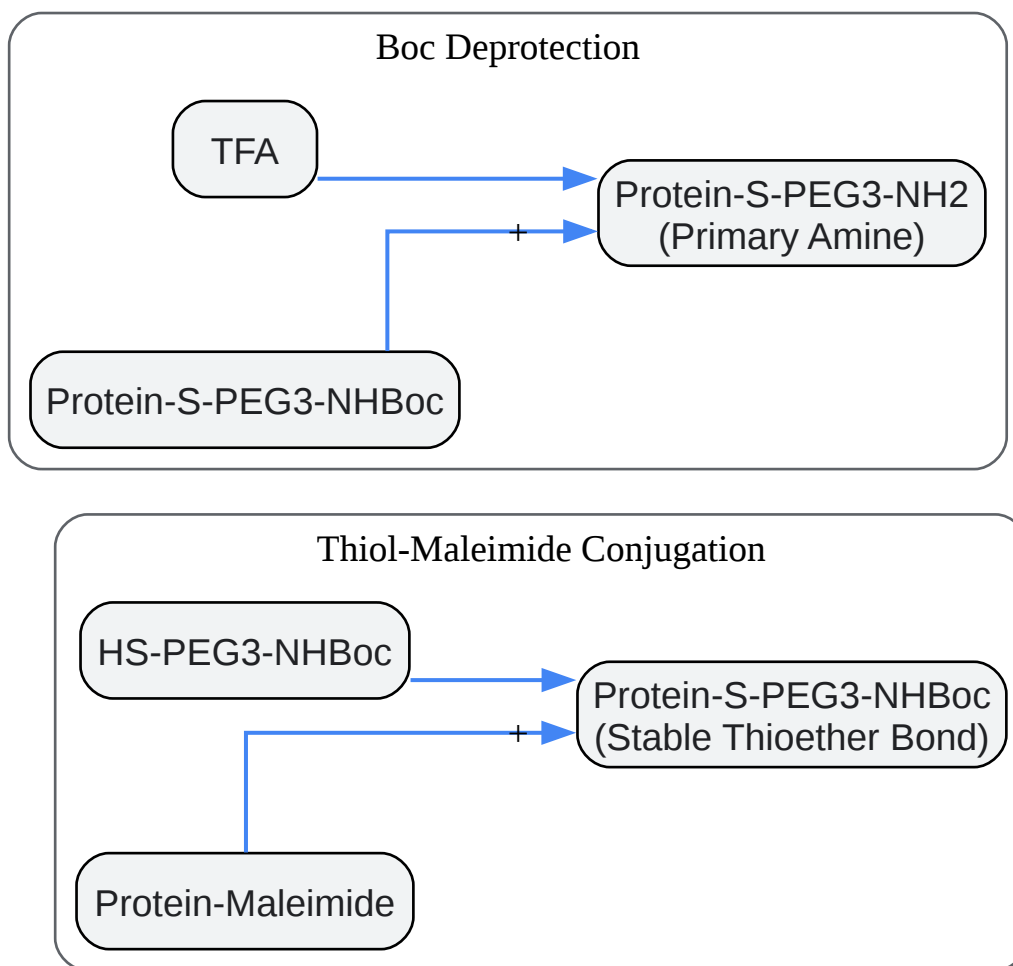 Boc Deprotection
TFA
Protein-S-PEG3-NH2
(Primary Amine)
+
Protein-S-PEG3-NHBoc
Thiol-Maleimide Conjugation
HS-PEG3-NHBoc
Protein-S-PEG3-NHBoc
(Stable Thioether Bond)
+
Protein-Maleimide